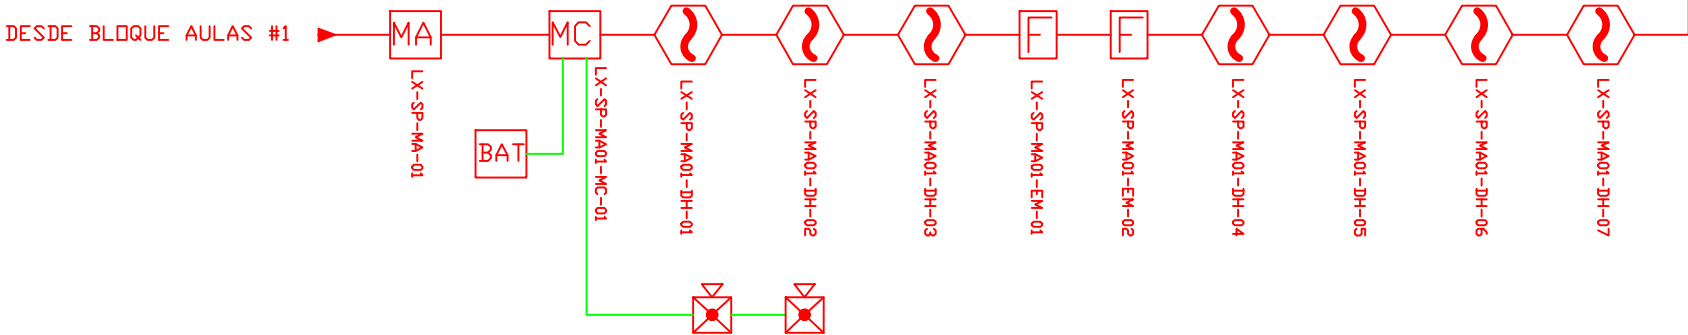 DESDE BLOQUE AULAS #1
MA
MC
F
F
LX-SP-MA-01
LX-SP-MA01-MC-01
LX-SP-MA01-DH-01
LX-SP-MA01-DH-02
LX-SP-MA01-DH-03
LX-SP-MA01-EM-01
LX-SP-MA01-EM-02
LX-SP-MA01-DH-04
LX-SP-MA01-DH-05
LX-SP-MA01-DH-06
LX-SP-MA01-DH-07
BAT